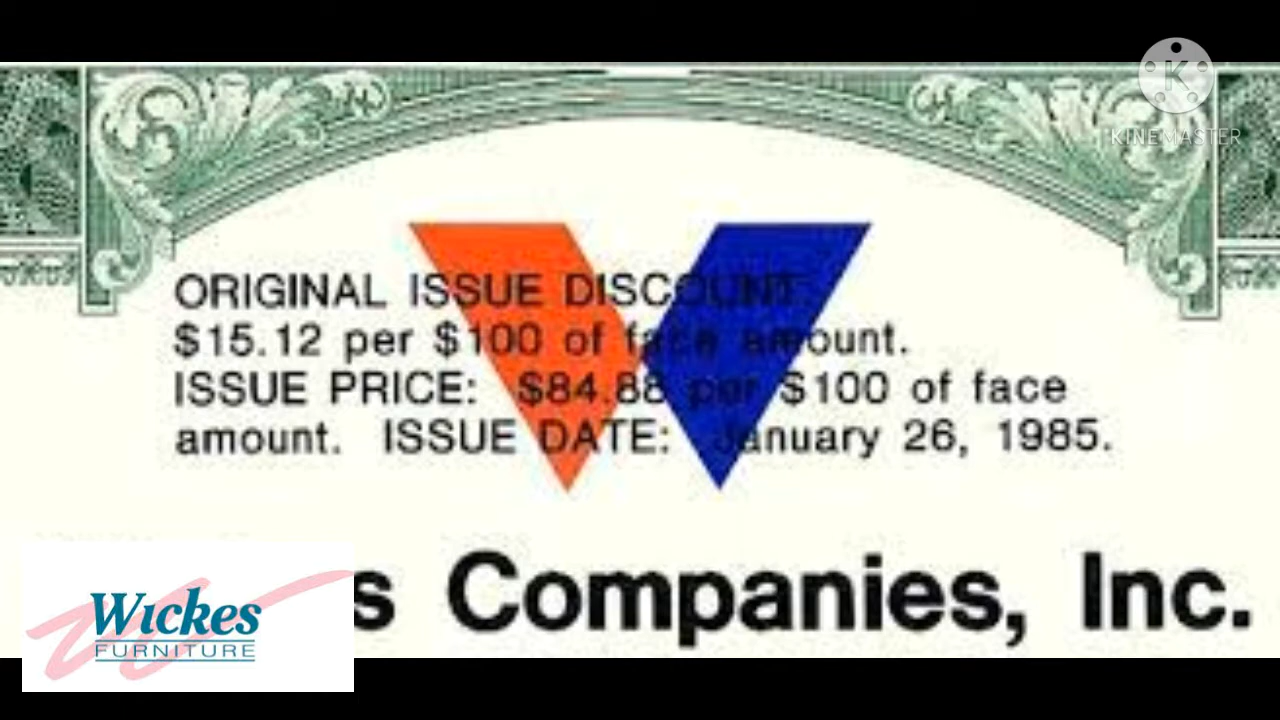 K
KINEMASTER
ORIGINAL ISSUE DISCOUNT:
$15.12 per $100 of face amount.
ISSUE PRICE: $84.88 per $100 of face
amount. ISSUE DATE: January 26, 1985.
s Companies, Inc.
Wickes
FURNITURE